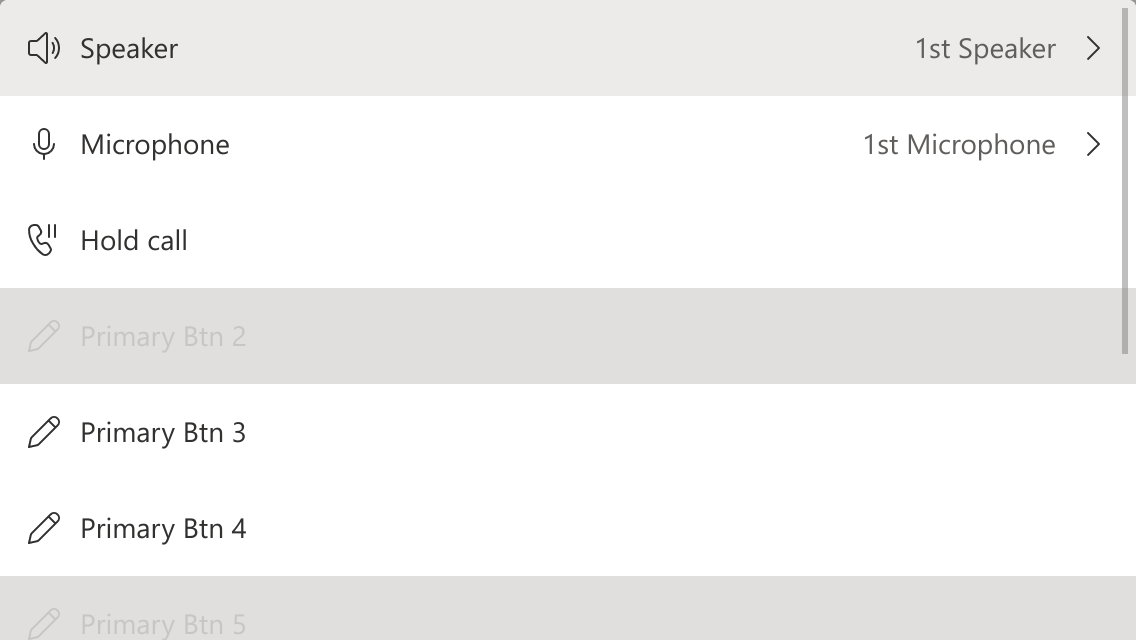 Speaker 1st Speaker
Microphone 1st Microphone
Hold call
Primary Btn 2
Primary Btn 3
Primary Btn 4
Primary Btn 5